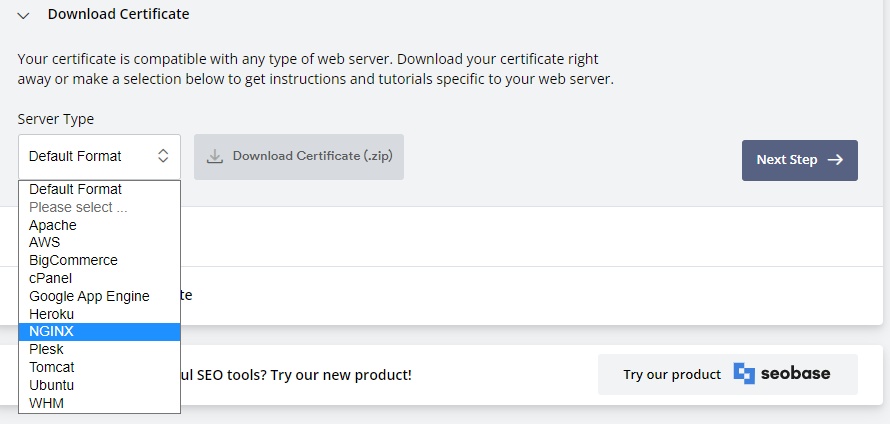 Download Certificate
Your certificate is compatible with any type of web server. Download your certificate right
away or make a selection below to get instructions and tutorials specific to your web server.
Server Type
Default Format
Download Certificate (.zip)
Next Step
Default Format
Please select ...
Apache
AWS
BigCommerce
cPanel
Google App Engine
te
Heroku
NGINX
Plesk
Tomcat
Ubuntu
WHM
ul SEO tools? Try our new product!
Try our product seobase